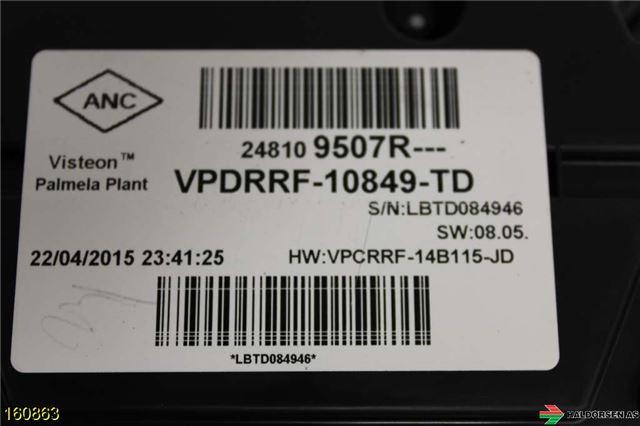 ANC
24810 9507R---
Visteon™
Palmela Plant
VPDRRF-10849-TD
S/N:LBTD084946
SW:08.05.
22/04/2015 23:41:25
HW:VPCRRF-14B115-JD
*LBTD084946*
160863
HALDORSEN AS